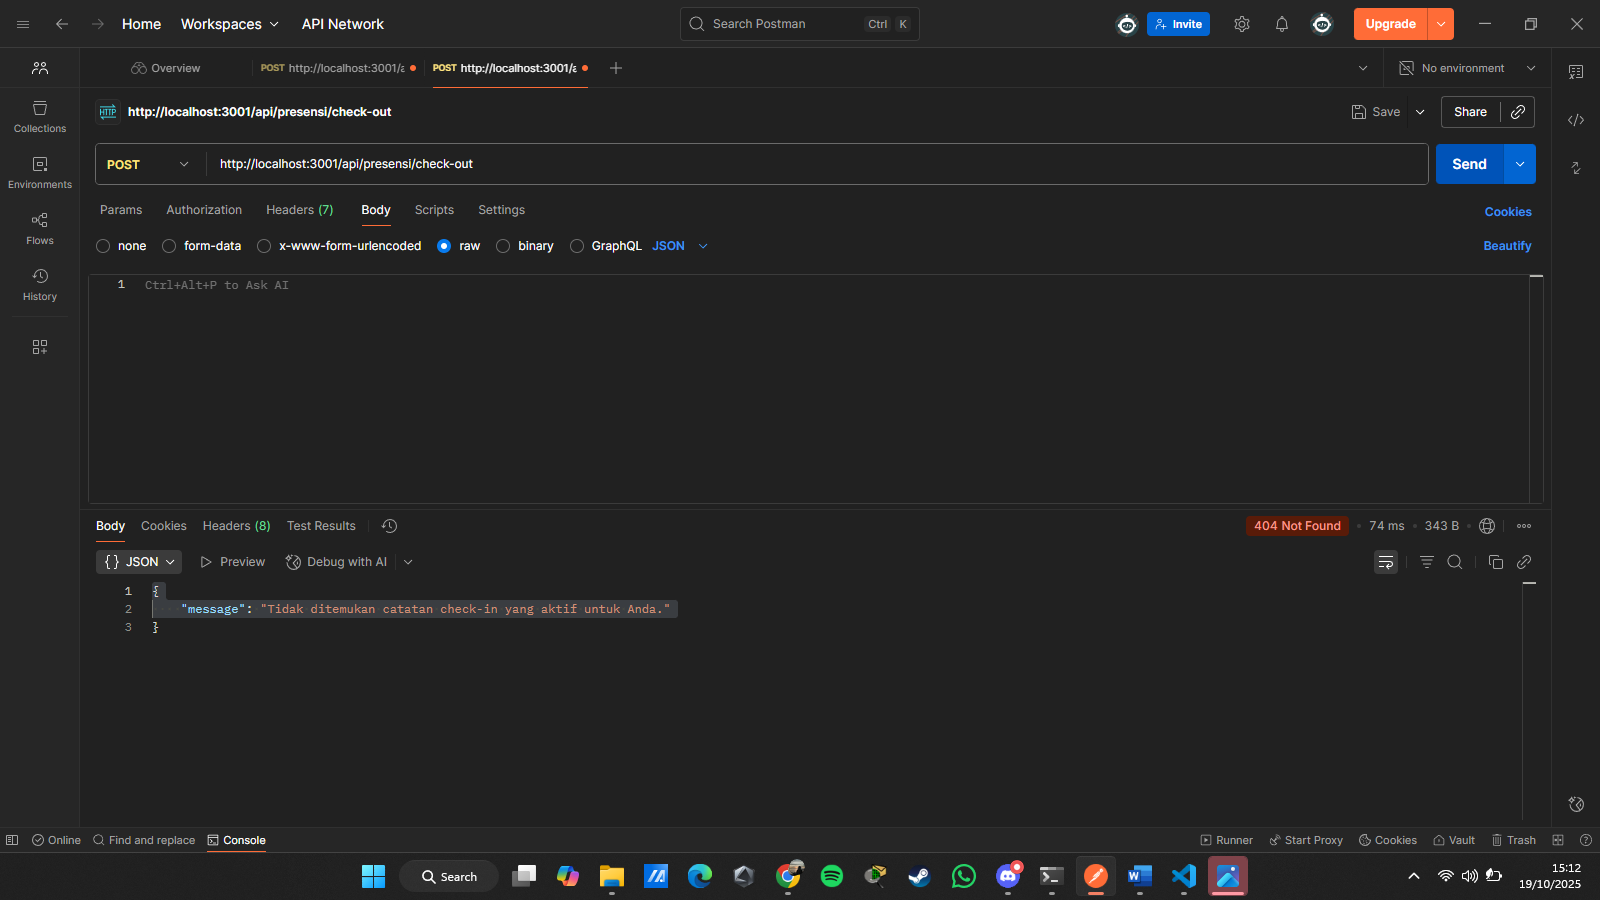 Home Workspaces API Network Search Postman Ctrl K Invite Upgrade
Overview POST http://localhost:3001/a POST http://localhost:3001/a No environment
HTTP http://localhost:3001/api/presensi/check-out Save Share
Collections
POST http://localhost:3001/api/presensi/check-out Send
Environments
Params Authorization Headers (7) Body Scripts Settings Cookies
Flows
none form-data x-www-form-urlencoded raw binary GraphQL JSON Beautify
1 Ctrl+Alt+P to Ask AI
History
Body Cookies Headers (8) Test Results 404 Not Found • 74 ms • 343 B •
{} JSON Preview Debug with AI
1 {
2 "message": "Tidak ditemukan catatan check-in yang aktif untuk Anda."
3 }
Online Find and replace Console Runner Start Proxy Cookies Vault Trash
Search
15:12
19/10/2025